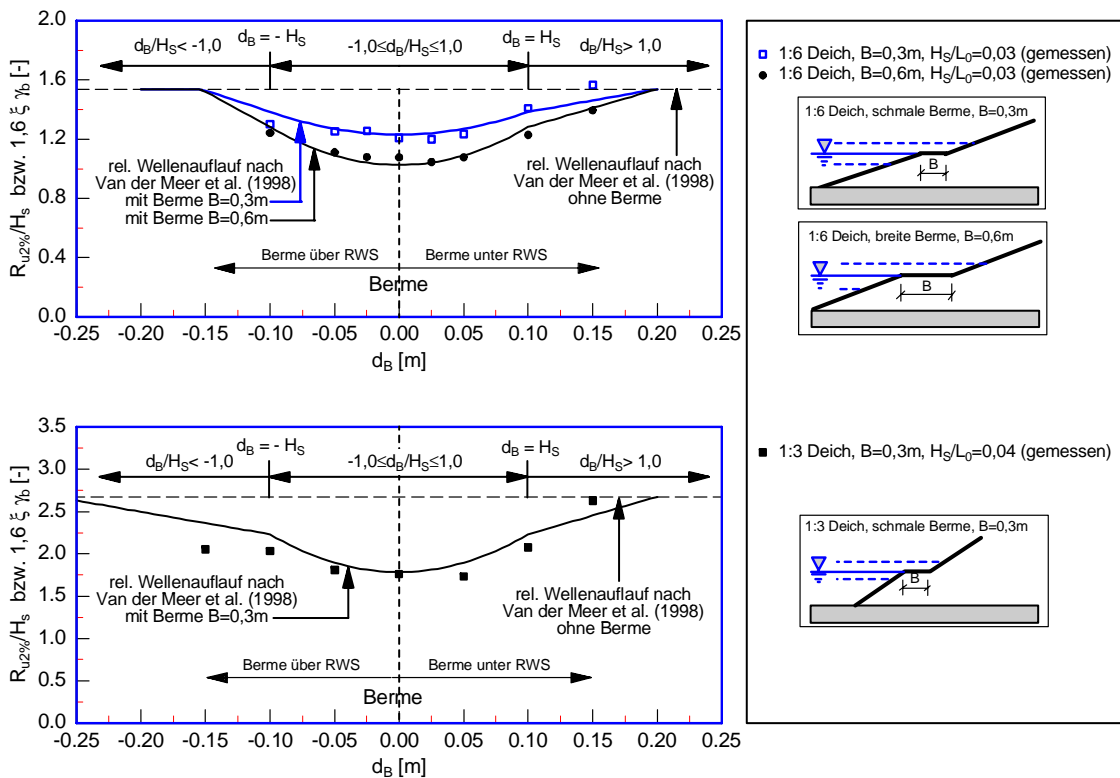 2.0
1.6
1.2
0.8
0.4
0.0
R_u2%/H_s bzw. 1,6 ξ γ_b [-]
d_B/H_S< -1,0
d_B = - H_S
-1,0≤d_B/H_S≤1,0
d_B = H_S
d_B/H_S> 1,0
rel. Wellenauflauf nach
Van der Meer et al. (1998)
mit Berme B=0,3m
mit Berme B=0,6m
rel. Wellenauflauf nach
Van der Meer et al. (1998)
ohne Berme
Berme über RWS
Berme unter RWS
Berme
-0.25 -0.20 -0.15 -0.10 -0.05 0.00 0.05 0.10 0.15 0.20 0.25
d_B [m]
1:6 Deich, B=0,3m, H_S/L_0=0,03 (gemessen)
1:6 Deich, B=0,6m, H_S/L_0=0,03 (gemessen)
1:6 Deich, schmale Berme, B=0,3m
B
1:6 Deich, breite Berme, B=0,6m
B
3.5
3.0
2.5
2.0
1.5
1.0
0.5
0.0
R_u2%/H_s bzw. 1,6 ξ γ_b [-]
d_B/H_S< -1,0
d_B = - H_S
-1,0≤d_B/H_S≤1,0
d_B = H_S
d_B/H_S> 1,0
rel. Wellenauflauf nach
Van der Meer et al. (1998)
mit Berme B=0,3m
rel. Wellenauflauf nach
Van der Meer et al. (1998)
ohne Berme
Berme über RWS
Berme unter RWS
Berme
-0.25 -0.20 -0.15 -0.10 -0.05 0.00 0.05 0.10 0.15 0.20 0.25
d_B [m]
1:3 Deich, B=0,3m, H_S/L_0=0,04 (gemessen)
1:3 Deich, schmale Berme, B=0,3m
B